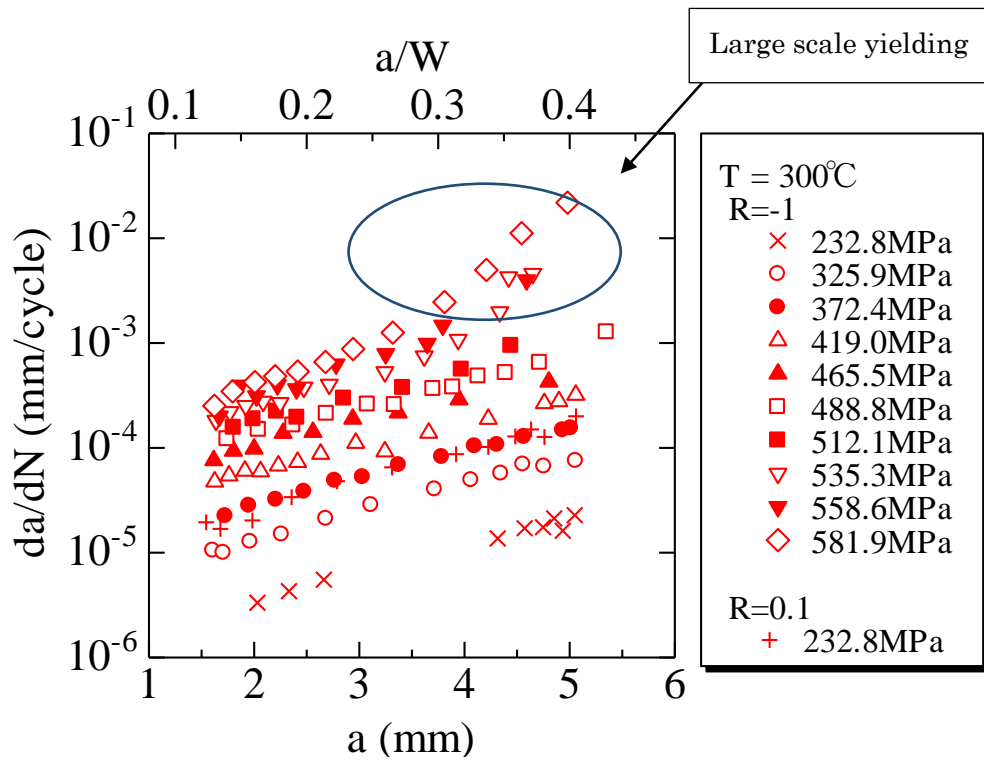 Large scale yielding
a/W
0.1 0.2 0.3 0.4
10-1
10-2
10-3
10-4
10-5
10-6
da/dN (mm/cycle)
1 2 3 4 5 6
a (mm)
T = 300℃
R=-1
232.8MPa
325.9MPa
372.4MPa
419.0MPa
465.5MPa
488.8MPa
512.1MPa
535.3MPa
558.6MPa
581.9MPa
R=0.1
232.8MPa